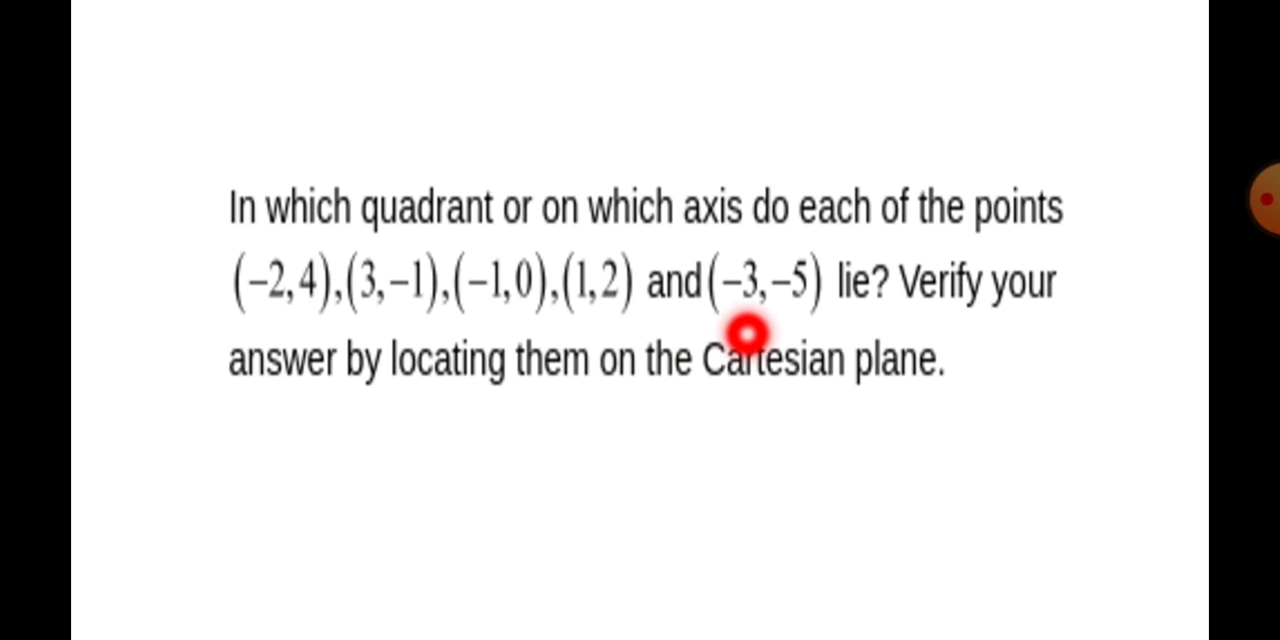 In which quadrant or on which axis do each of the points
(−2,4),(3,−1),(−1,0),(1,2) and(−3,−5) lie? Verify your
answer by locating them on the Cartesian plane.